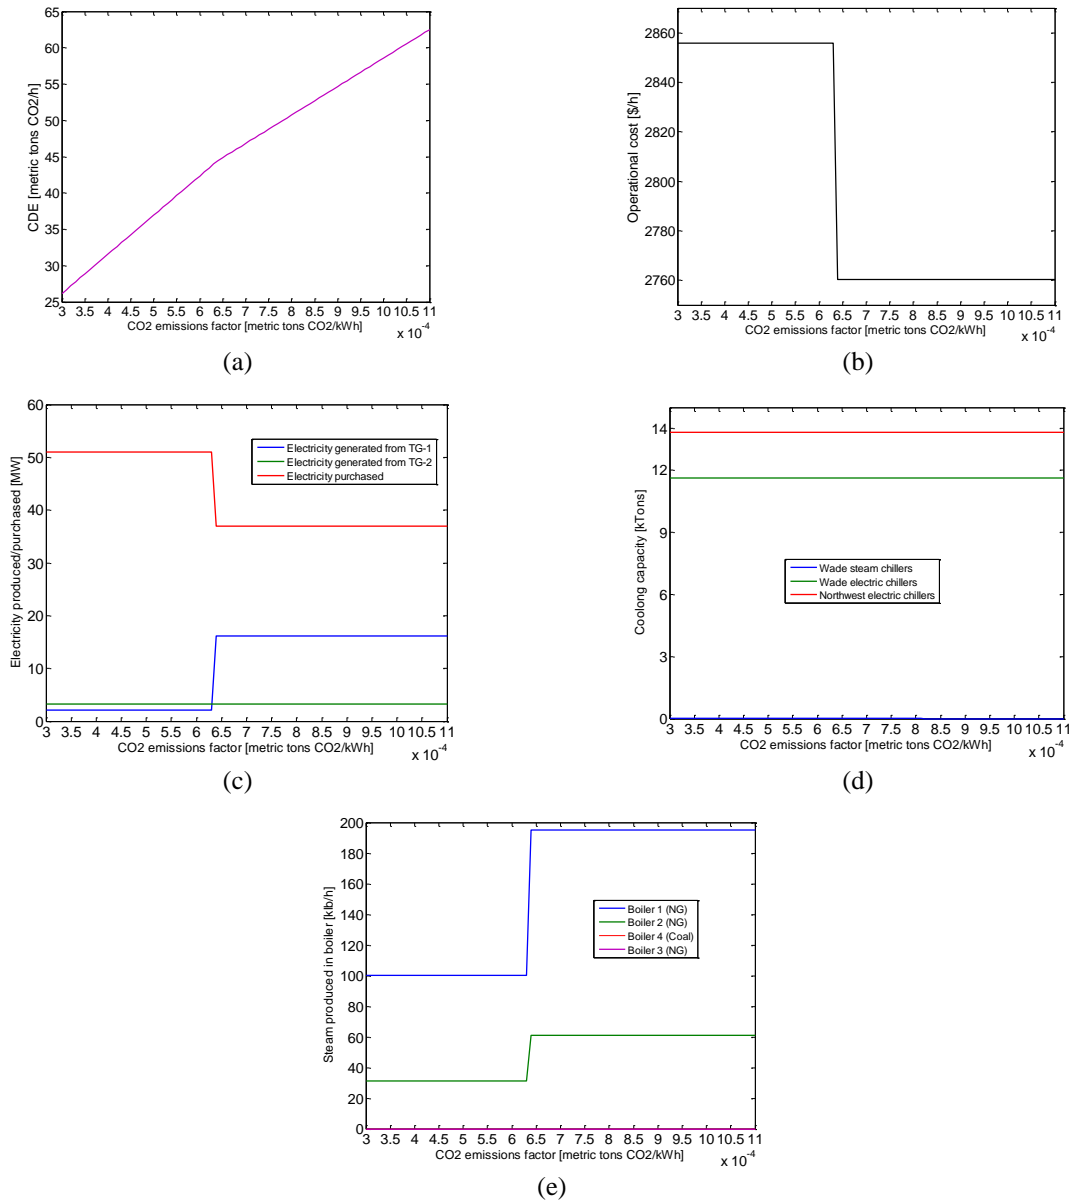 65
60
55
50
45
40
35
30
25
CDE [metric tons CO2/h]
3 3.5 4 4.5 5 5.5 6 6.5 7 7.5 8 8.5 9 9.5 10 10.5 11
CO2 emissions factor [metric tons CO2/kWh]
x 10-4
(a)
2860
2840
2820
2800
2780
2760
Operational cost [$/h]
3 3.5 4 4.5 5 5.5 6 6.5 7 7.5 8 8.5 9 9.5 10 10.5 11
CO2 emissions factor [metric tons CO2/kWh]
x 10-4
(b)
60
50
40
30
20
10
0
Electricity produced/purchased [MW]
Electricity generated from TG-1
Electricity generated from TG-2
Electricity purchased
3 3.5 4 4.5 5 5.5 6 6.5 7 7.5 8 8.5 9 9.5 10 10.5 11
CO2 emissions factor [metric tons CO2/kWh]
x 10-4
(c)
14
12
9
6
3
0
Coolong capacity [kTons]
Wade steam chillers
Wade electric chillers
Northwest electric chillers
3 3.5 4 4.5 5 5.5 6 6.5 7 7.5 8 8.5 9 9.5 10 10.5 11
CO2 emissions factor [metric tons CO2/kWh]
x 10-4
(d)
200
180
160
140
120
100
80
60
40
20
0
Steam produced in boiler [klb/h]
Boiler 1 (NG)
Boiler 2 (NG)
Boiler 4 (Coal)
Boiler 3 (NG)
3 3.5 4 4.5 5 5.5 6 6.5 7 7.5 8 8.5 9 9.5 10 10.5 11
CO2 emissions factor [metric tons CO2/kWh]
x 10-4
(e)